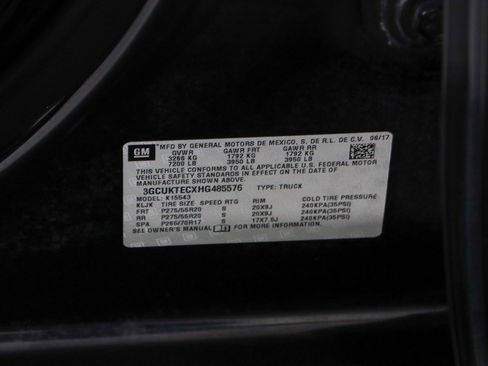 GM MFD BY GENERAL MOTORS DE MEXICO, S. DE R.L. DE C.V. 06/17
GVWR GAWR FRT GAWR RR
3266 KG 1792 KG 1792 KG
7200 LB 3950 LB 3950 LB
THIS VEHICLE CONFORMS TO ALL APPLICABLE U.S. FEDERAL MOTOR
VEHICLE SAFETY STANDARDS IN EFFECT ON THE DATE OF
MANUFACTURE SHOWN ABOVE.
3GCUKTECXHG485576 TYPE: TRUCK
MODEL: K15543
KLJK TIRE SIZE SPEED RTG RIM COLD TIRE PRESSURE
FRT P275/55R20 S 20X9J 240KPA(35PSI)
RR P275/55R20 S 20X9J 240KPA(35PSI)
SPA P265/70R17 S 17X7.5J 240KPA(35PSI)
SEE OWNER'S MANUAL FOR MORE INFORMATION.